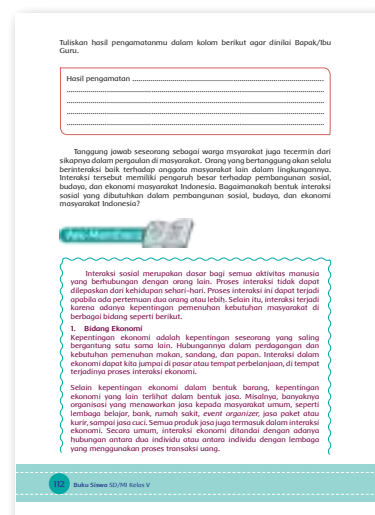 Tuliskan hasil pengamatanmu dalam kolom berikut agar dinilai Bapak/Ibu
Guru.
Hasil pengamatan ................................................................................
............................................................................................................
............................................................................................................
............................................................................................................
............................................................................................................
Tanggung jawab seseorang sebagai warga msyarakat juga tecermin dari
sikapnya dalam pergaulan di masyarakat. Orang yang bertanggung akan selalu
berinteraksi baik terhadap anggota masyarakat lain dalam lingkungannya.
Interaksi tersebut memiliki pengaruh besar terhadap pembangunan sosial,
budaya, dan ekonomi masyarakat Indonesia. Bagaimanakah bentuk interaksi
sosial yang dibutuhkan dalam pembangunan sosial, budaya, dan ekonomi
masyarakat Indonesia?
Ayo Membaca
Interaksi sosial merupakan dasar bagi semua aktivitas manusia
yang berhubungan dengan orang lain. Proses interaksi tidak dapat
dilepaskan dari kehidupan sehari-hari. Proses interaksi ini dapat terjadi
apabila ada pertemuan dua orang atau lebih. Selain itu, interaksi terjadi
karena adanya kepentingan pemenuhan kebutuhan masyarakat di
berbagai bidang seperti berikut.
1. Bidang Ekonomi
Kepentingan ekonomi adalah kepentingan seseorang yang saling
bergantung satu sama lain. Hubungannya dalam perdagangan dan
kebutuhan pemenuhan makan, sandang, dan papan. Interaksi dalam
ekonomi dapat kita jumpai di pasar atau tempat perbelanjaan, di tempat
terjadinya proses interaksi ekonomi.
Selain kepentingan ekonomi dalam bentuk barang, kepentingan
ekonomi yang lain terlihat dalam bentuk jasa. Misalnya, banyaknya
organisasi yang menawarkan jasa kepada masyarakat umum, seperti
lembaga belajar, bank, rumah sakit, event organizer, jasa paket atau
kurir, sampai jasa cuci. Semua produk jasa juga termasuk dalam interaksi
ekonomi. Secara umum, interaksi ekonomi ditandai dengan adanya
hubungan antara dua individu atau antara individu dengan lembaga
yang menggunakan proses transaksi uang.
112 Buku Siswa SD/MI Kelas V